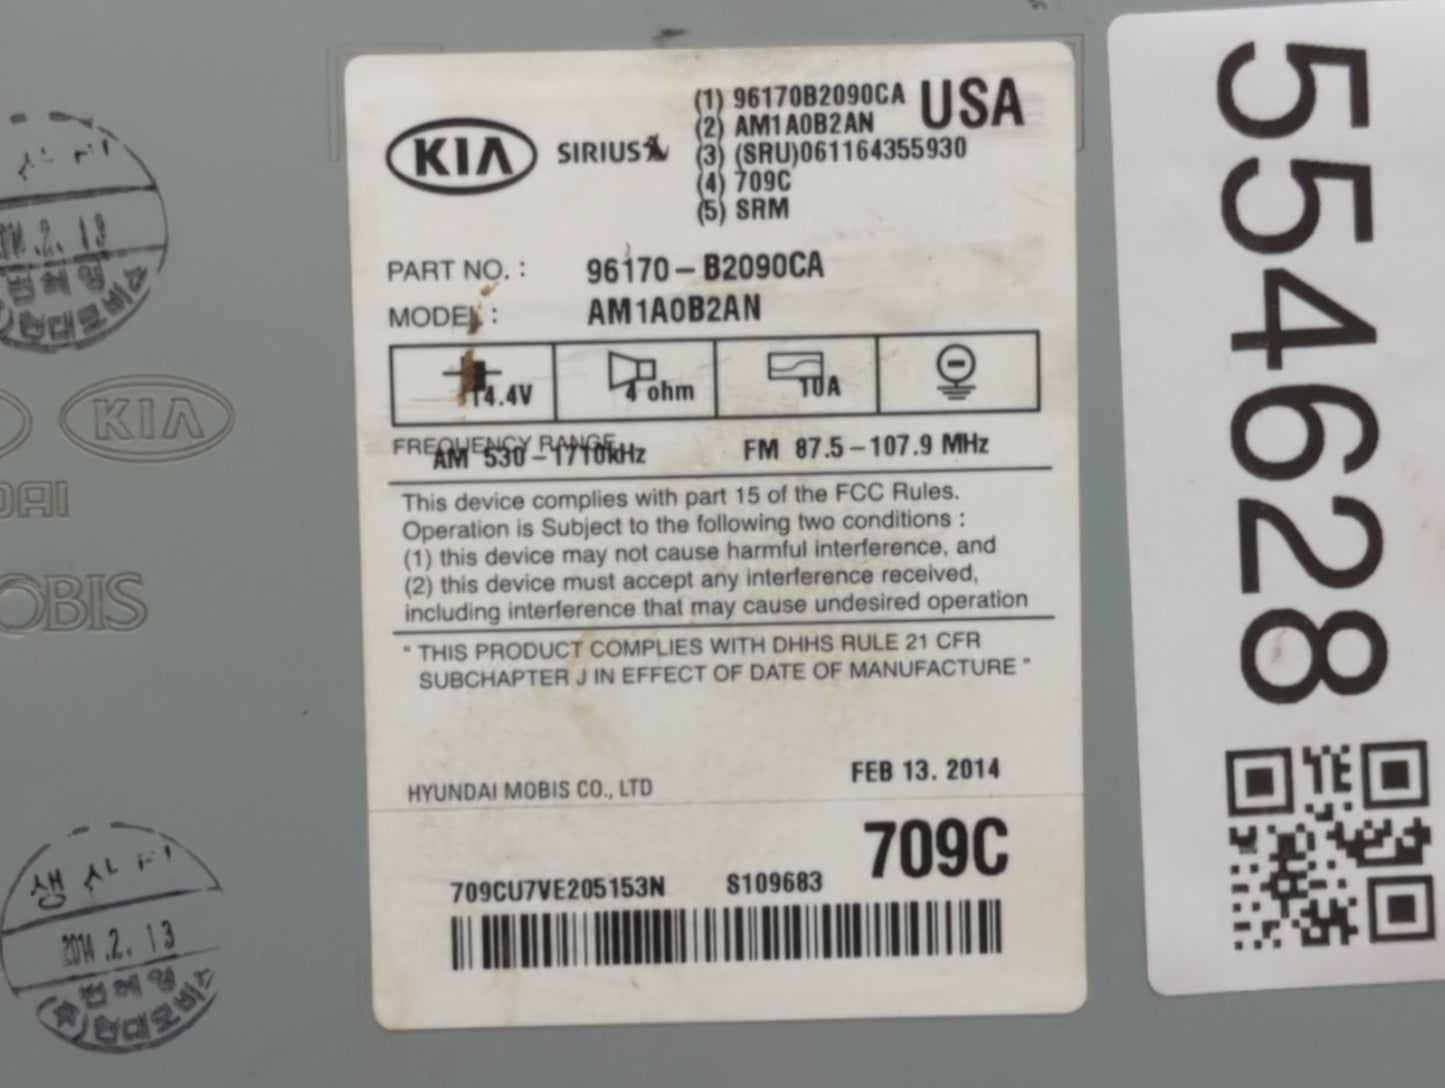 KIA
SIRIUS
(1) 96170B2090CA
USA
(2) AM1A0B2AN
(3) (SRU)061164355930
(4) 709C
(5) SRM
PART NO. : 96170-B2090CA
MODEL : AM1A0B2AN
14.4V
4 ohm
10A
FREQUENCY RANGE
AM 530-1710kHz
FM 87.5-107.9 MHz
This device complies with part 15 of the FCC Rules.
Operation is Subject to the following two conditions :
(1) this device may not cause harmful interference, and
(2) this device must accept any interference received,
including interference that may cause undesired operation
" THIS PRODUCT COMPLIES WITH DHHS RULE 21 CFR
SUBCHAPTER J IN EFFECT OF DATE OF MANUFACTURE "
FEB 13. 2014
HYUNDAI MOBIS CO., LTD
709C
709CU7VE205153N
S109683
554628
KIA
DAI
MOBIS
2014.2.13
2014.2.13